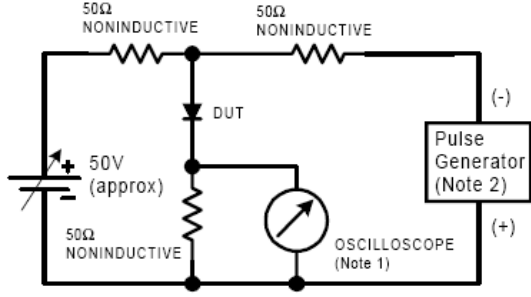 50Ω
NONINDUCTIVE
50Ω
NONINDUCTIVE
(-)
DUT
Pulse
Generator
(Note 2)
+
50V
(approx)
−
(+)
50Ω
NONINDUCTIVE
OSCILLOSCOPE
(Note 1)